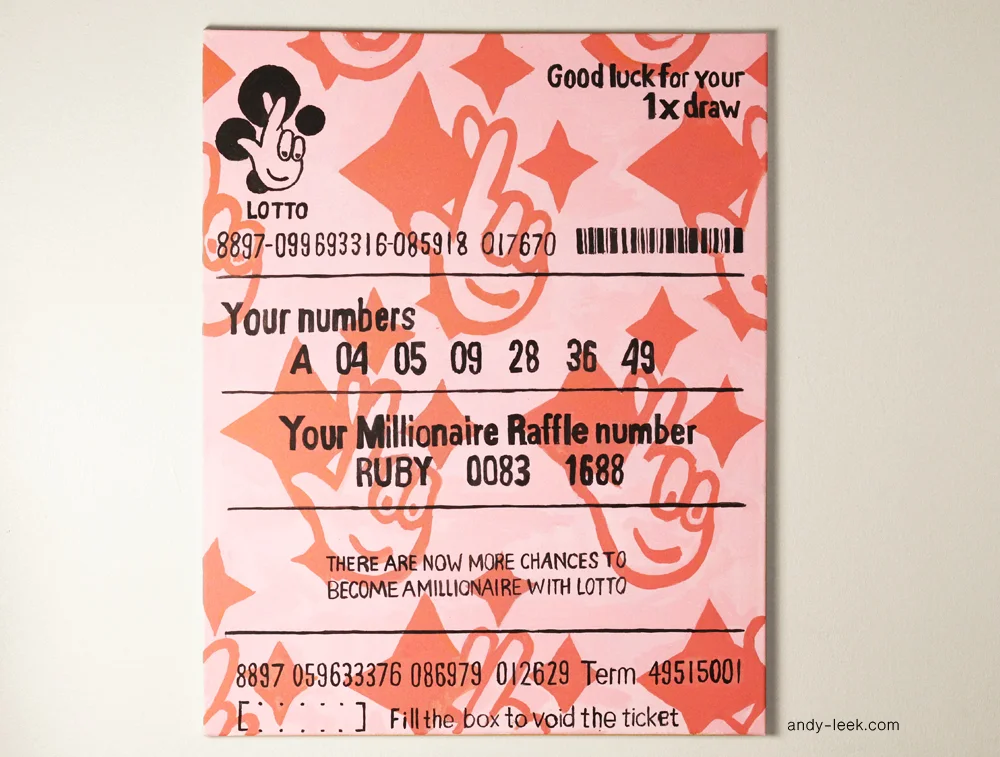 Good luck for your
1x draw
LOTTO
8897-099693316-085918 017670
Your numbers
A 04 05 09 28 36 49
Your Millionaire Raffle number
RUBY 0083 1688
THERE ARE NOW MORE CHANCES TO
BECOME A MILLIONAIRE WITH LOTTO
8897 059633376 086979 012629 Term 49515001
[ ] Fill the box to void the ticket
andy-leek.com